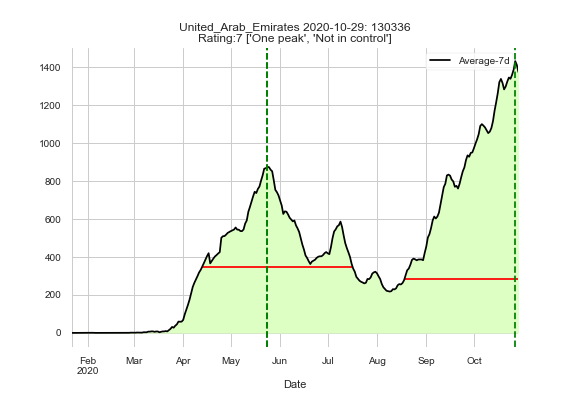 United_Arab_Emirates 2020-10-29: 130336
Rating:7 ['One peak', 'Not in control']
Average-7d
1400
1200
1000
800
600
400
200
0
Feb Mar Apr May Jun Jul Aug Sep Oct
2020
Date